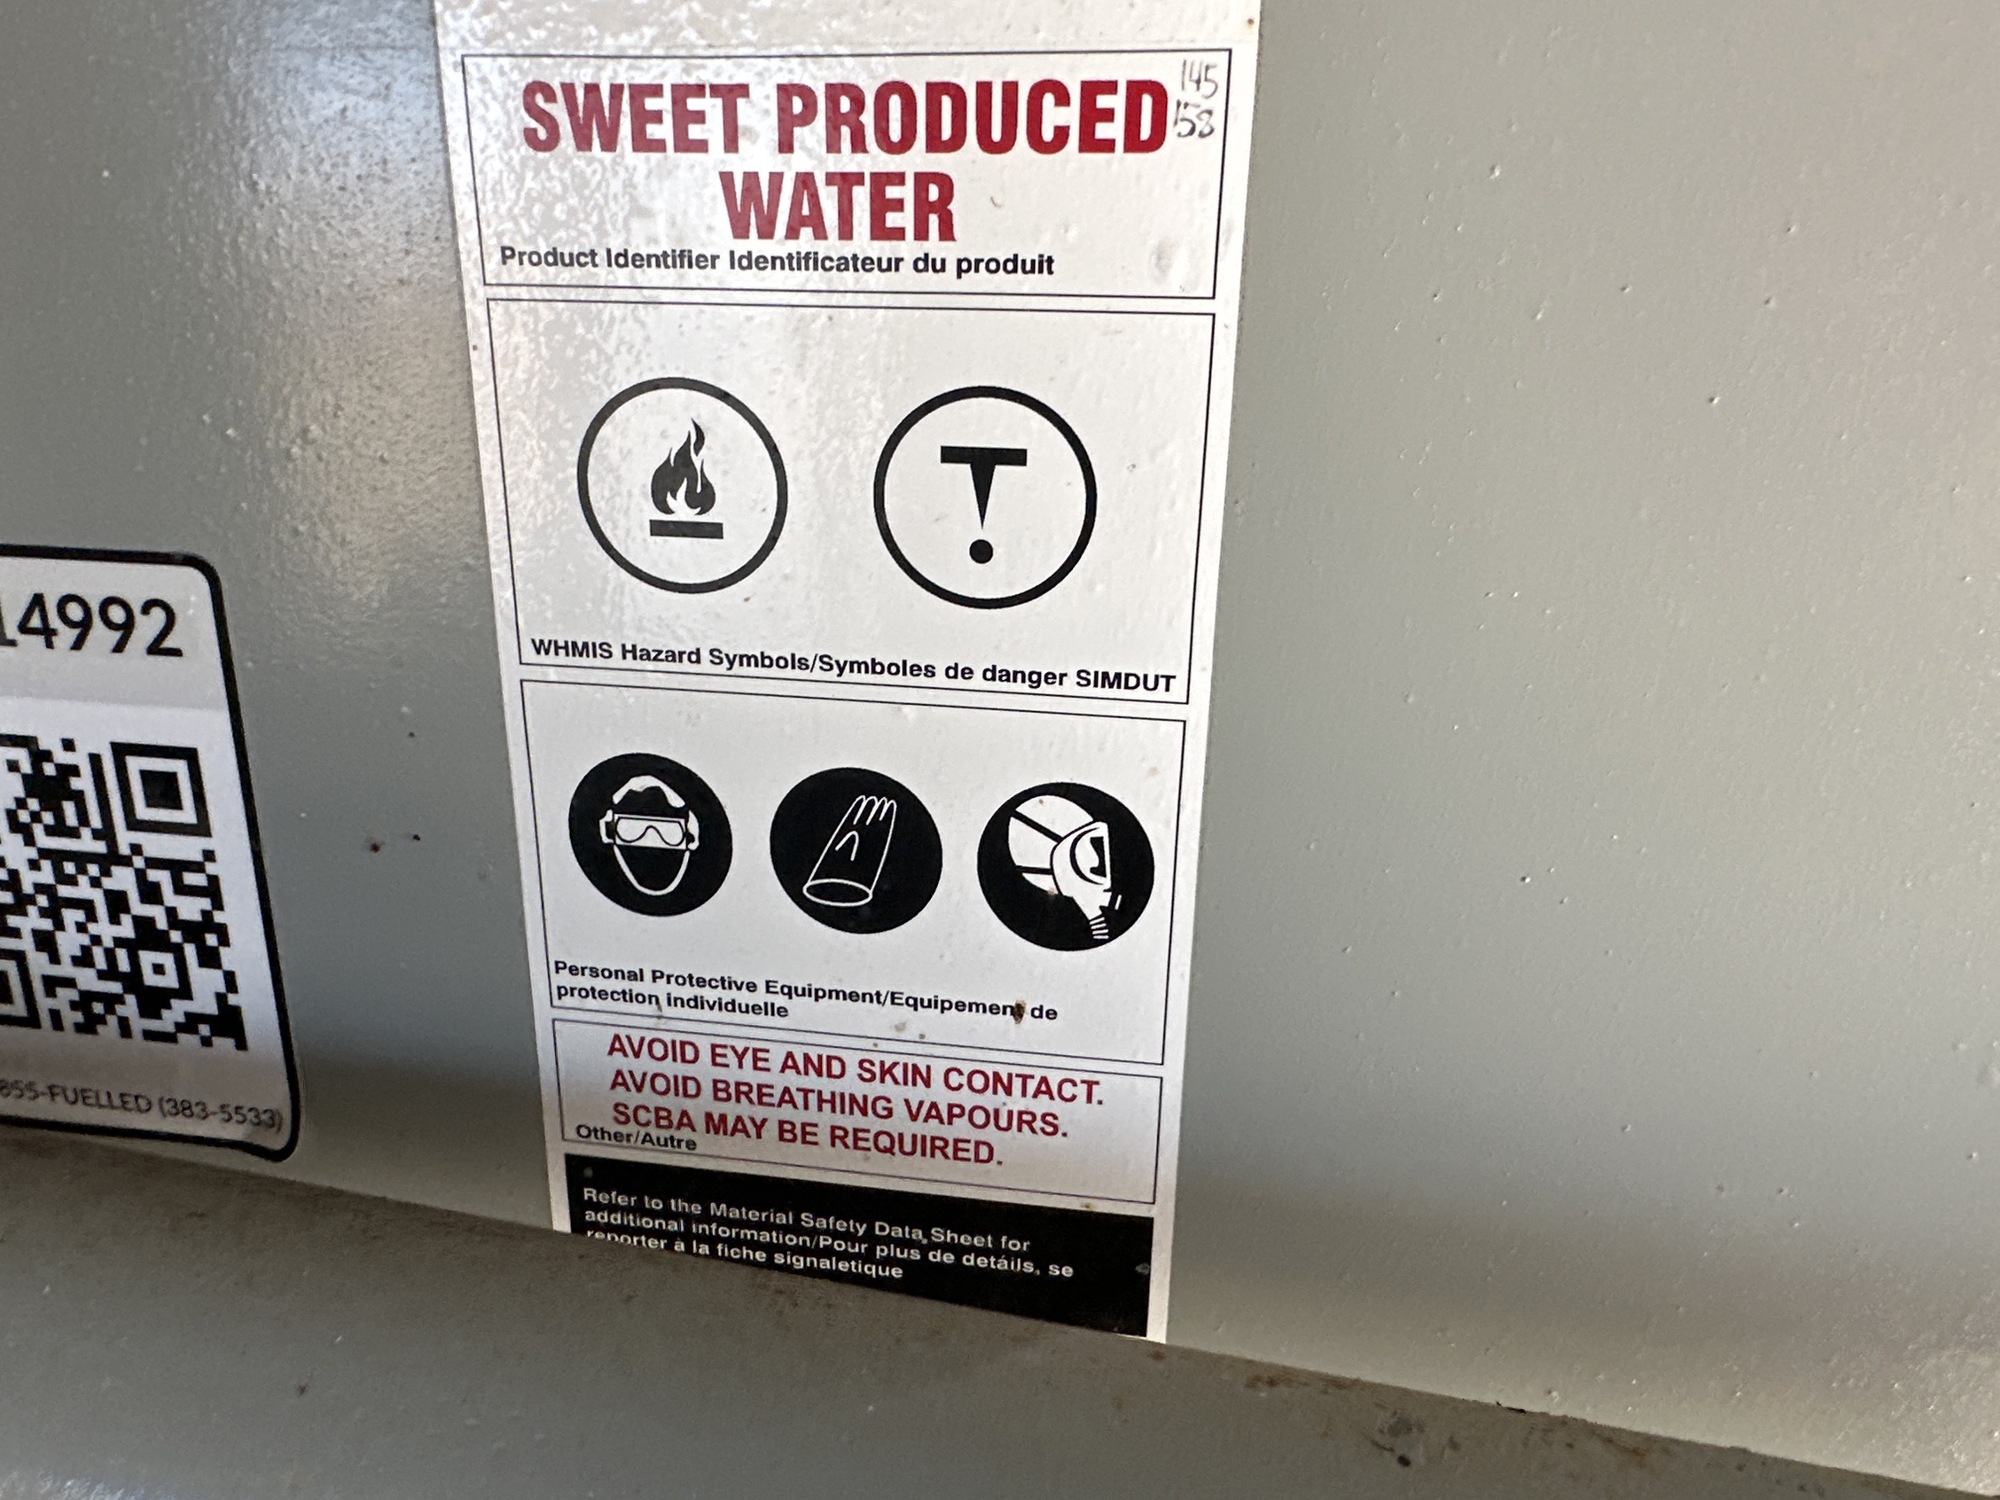 SWEET PRODUCED
WATER
145
158
Product Identifier Identificateur du produit
WHMIS Hazard Symbols/Symboles de danger SIMDUT
Personal Protective Equipment/Equipement de
protection individuelle
AVOID EYE AND SKIN CONTACT.
AVOID BREATHING VAPOURS.
SCBA MAY BE REQUIRED.
Other/Autre
Refer to the Material Safety Data Sheet for
additional information/Pour plus de details, se
reporter à la fiche signaletique
14992
855-FUELLED (383-5533)